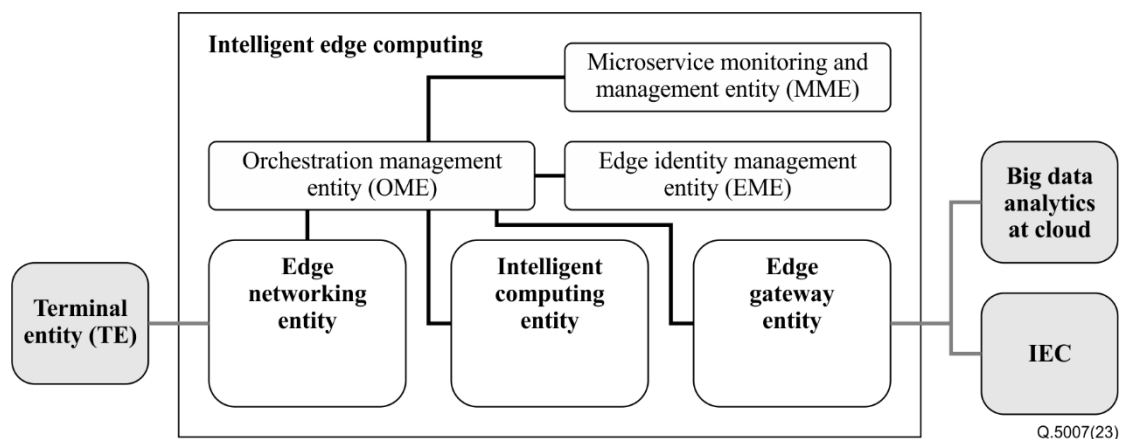 Intelligent edge computing
Microservice monitoring and
management entity (MME)
Orchestration management
entity (OME)
Edge identity management
entity (EME)
Big data
analytics
at cloud
Edge
networking
entity
Intelligent
computing
entity
Edge
gateway
entity
Terminal
entity (TE)
IEC
Q.5007(23)